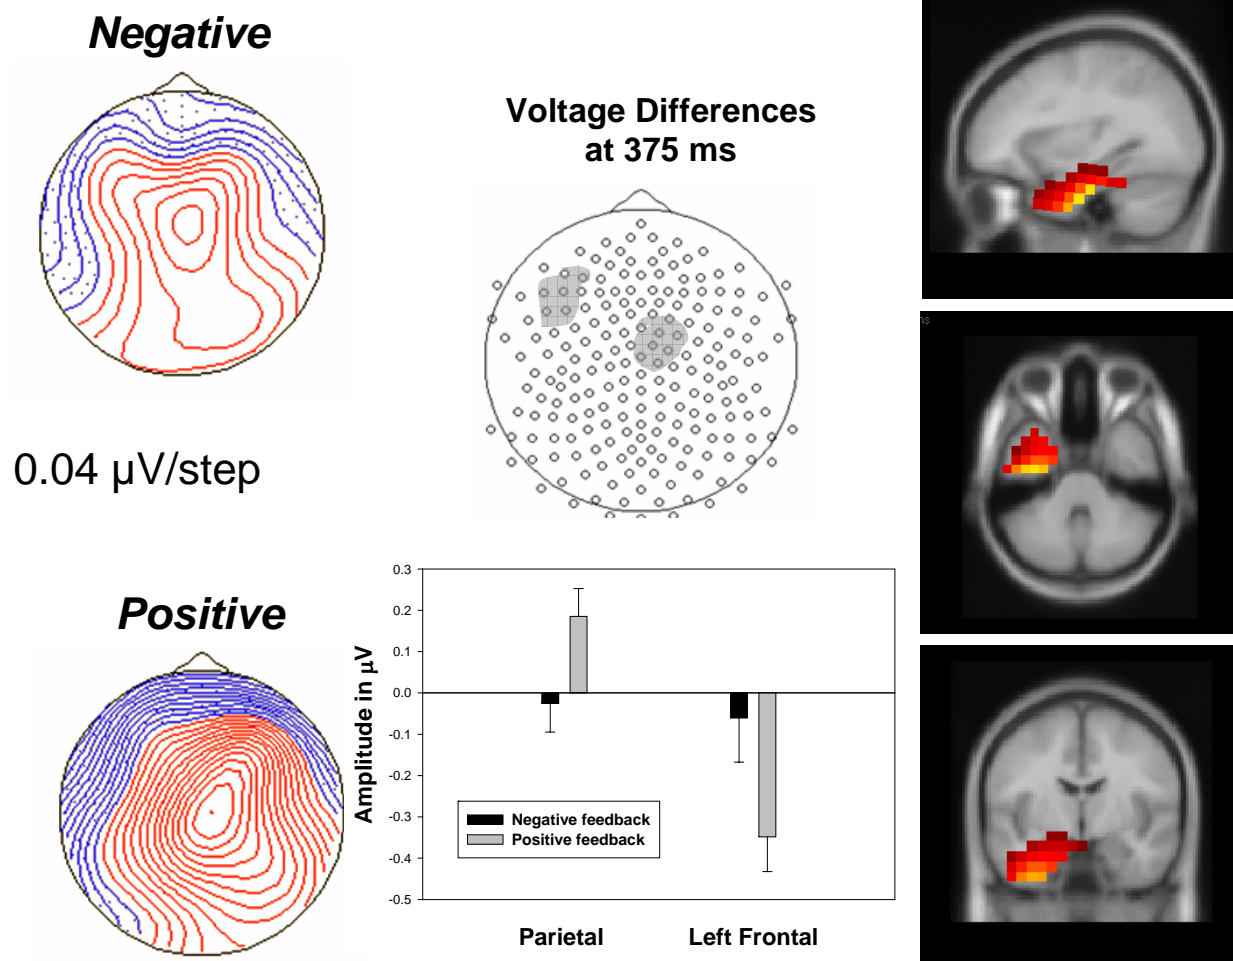 Negative
Voltage Differences
at 375 ms
ns
0.04 µV/step
Positive
Amplitude in µV
0.3
0.2
0.1
0.0
-0.1
-0.2
-0.3
-0.4
-0.5
Negative feedback
Positive feedback
Parietal
Left Frontal